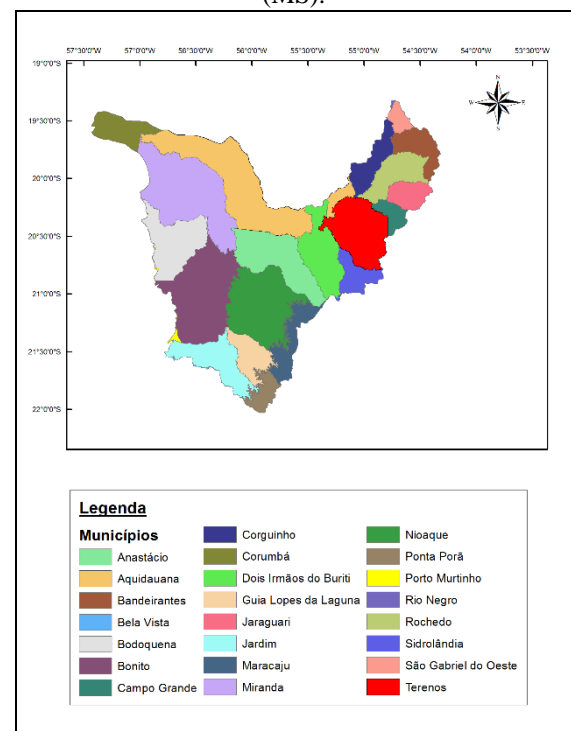 (MS).
57°30'0"W 57°0'0"W 56°30'0"W 56°0'0"W 55°30'0"W 55°0'0"W 54°30'0"W 54°0'0"W 53°30'0"W
19°0'0"S
19°30'0"S
20°0'0"S
20°30'0"S
21°0'0"S
21°30'0"S
22°0'0"S
N
W E
Legenda
Municípios
Anastácio
Aquidauana
Bandeirantes
Bela Vista
Bodoquena
Bonito
Campo Grande
Corguinho
Corumbá
Dois Irmãos do Buriti
Guia Lopes da Laguna
Jaraguari
Jardim
Maracaju
Miranda
Nioaque
Ponta Porã
Porto Murtinho
Rio Negro
Rochedo
Sidrolândia
São Gabriel do Oeste
Terenos